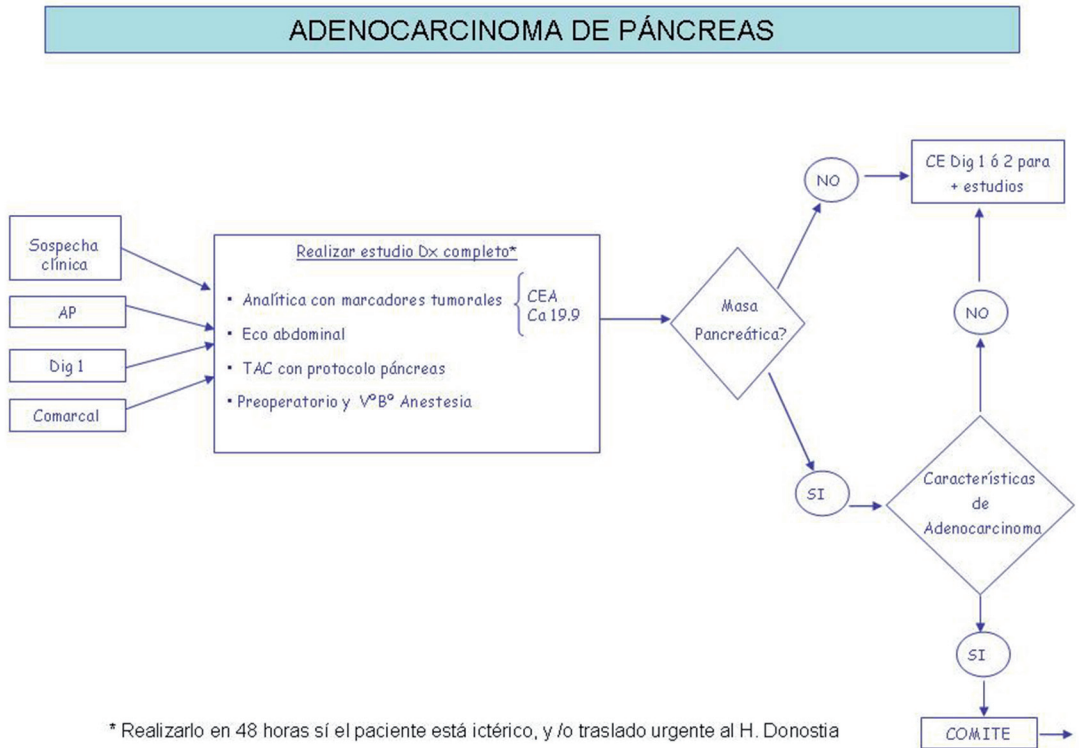 ADENOCARCINOMA DE PÁNCREAS
Sospecha
clínica
AP
Dig 1
Comarcal
Realizar estudio Dx completo*
▪ Analítica con marcadores tumorales
CEA
Ca 19.9
▪ Eco abdominal
▪ TAC con protocolo páncreas
▪ Preoperatorio y VºBº Anestesia
Masa
Pancreática?
NO
CE Dig 1 ó 2 para
+ estudios
NO
SI
Características
de
Adenocarcinoma
SI
COMITE
* Realizarlo en 48 horas sí el paciente está ictérico, y /o traslado urgente al H. Donostia